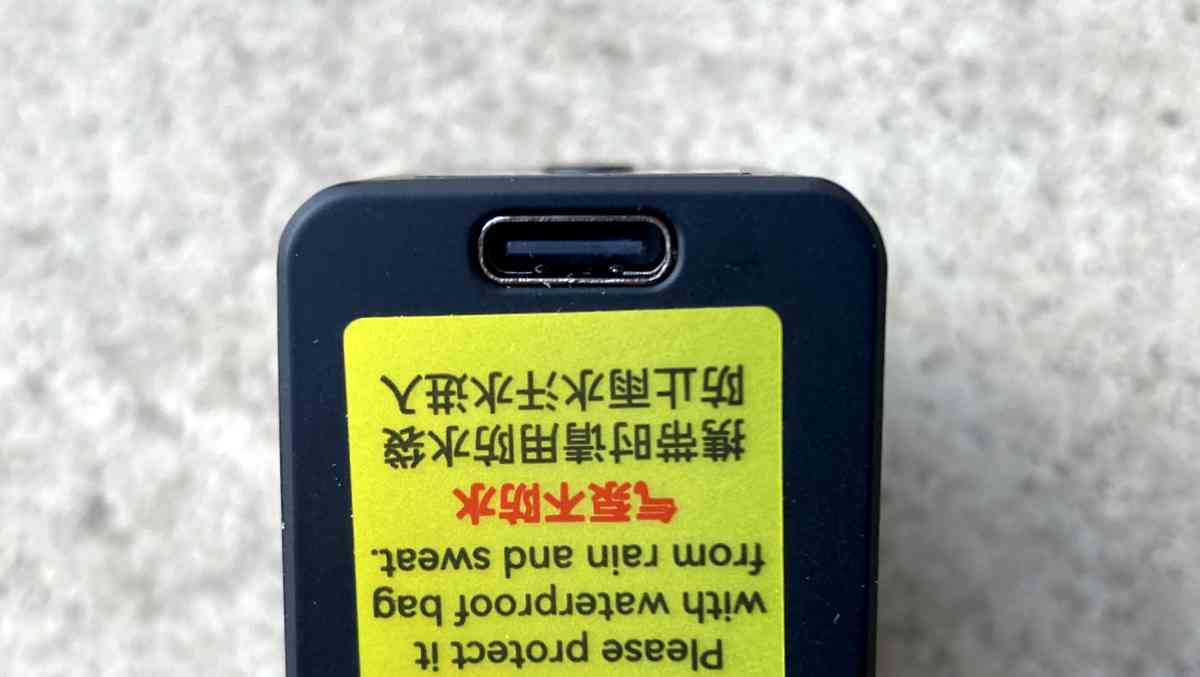 Please protect it
with waterproof bag
from rain and sweat.
气泵不防水
携带时请用防水袋
防止雨水汗水进入